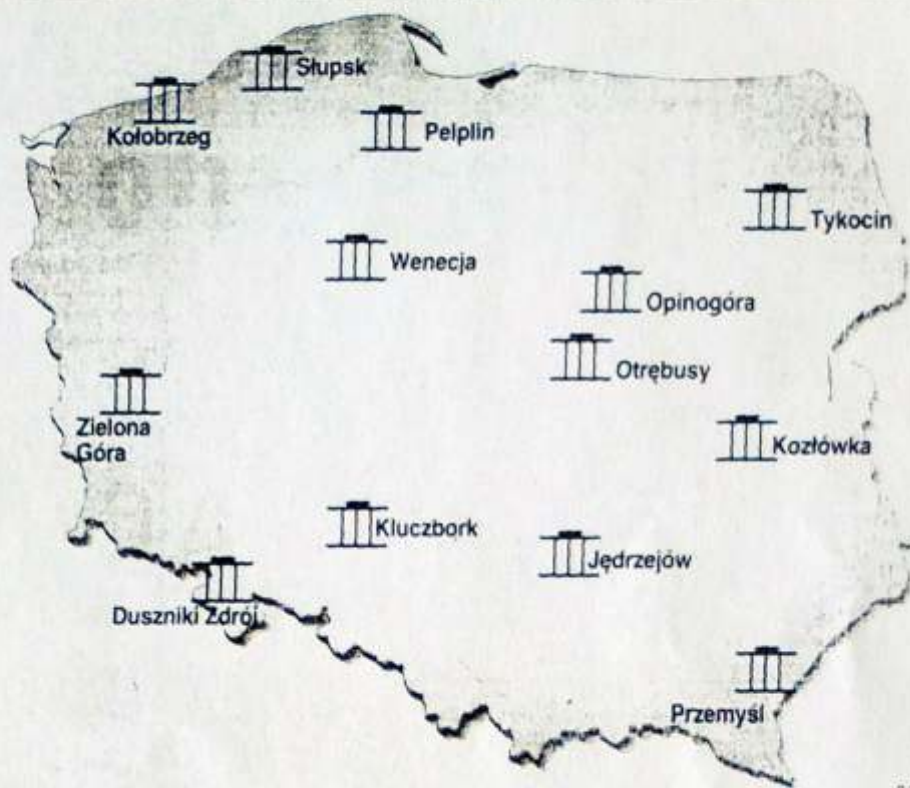 Słupsk
Kołobrzeg
Pelplin
Tykocin
Wenecja
Opinogóra
Otrębusy
Zielona
Góra
Kozłówka
Kluczbork
Jędrzejów
Duszniki Zdrój
Przemyśl